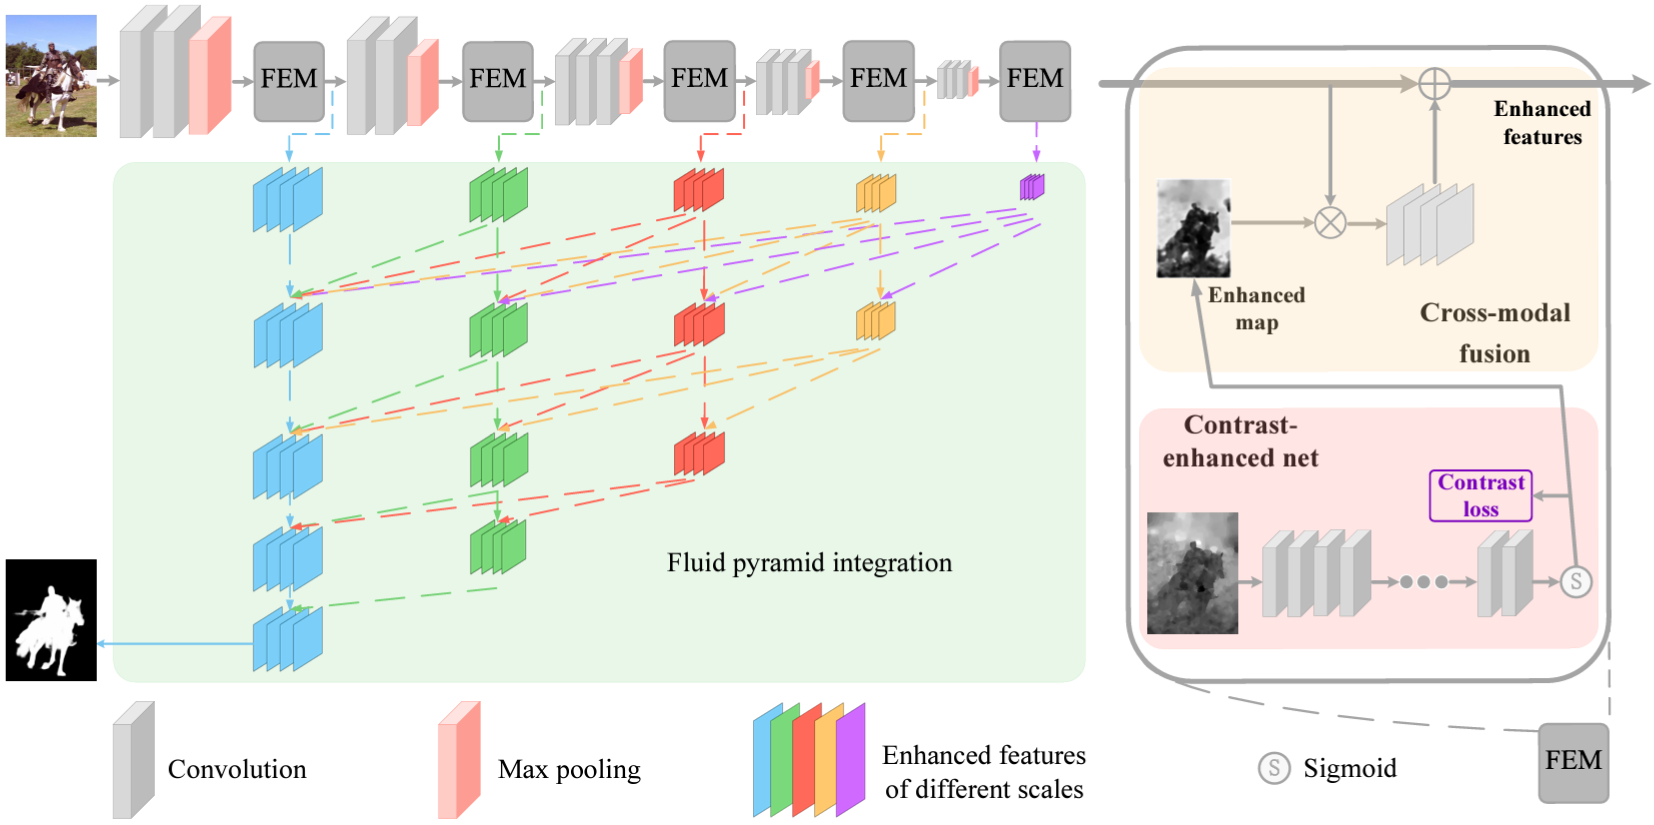 FEM
FEM
FEM
FEM
FEM
Enhanced
features
Enhanced
map
Cross-modal
fusion
Contrast-
enhanced net
Contrast
loss
S
Fluid pyramid integration
Convolution
Max pooling
Enhanced features
of different scales
S
Sigmoid
FEM